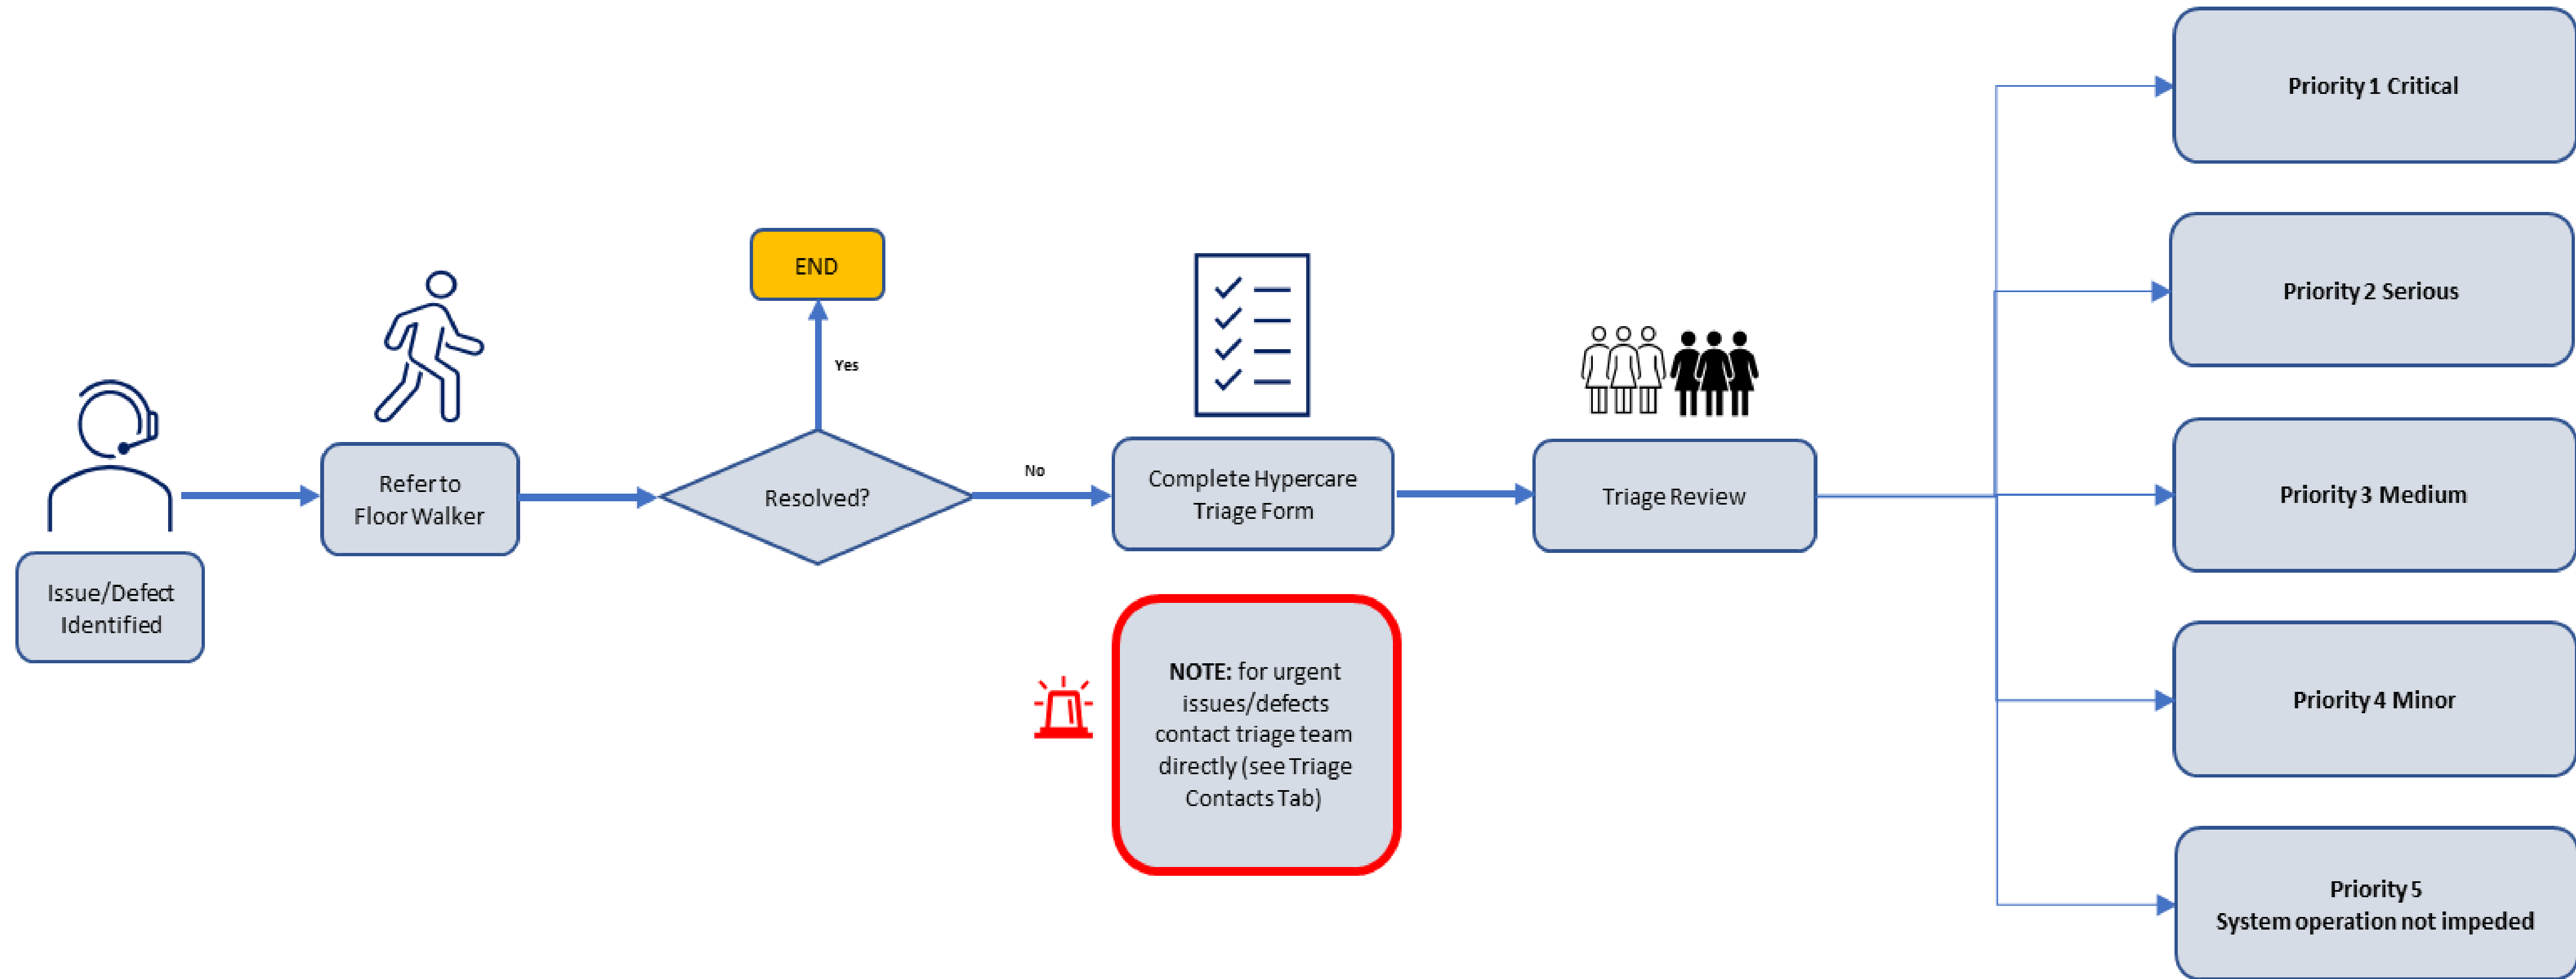 Issue/Defect
Identified
Refer to
Floor Walker
END
Yes
Resolved?
No
Complete Hypercare
Triage Form
NOTE: for urgent
issues/defects
contact triage team
directly (see Triage
Contacts Tab)
Triage Review
Priority 1 Critical
Priority 2 Serious
Priority 3 Medium
Priority 4 Minor
Priority 5
System operation not impeded